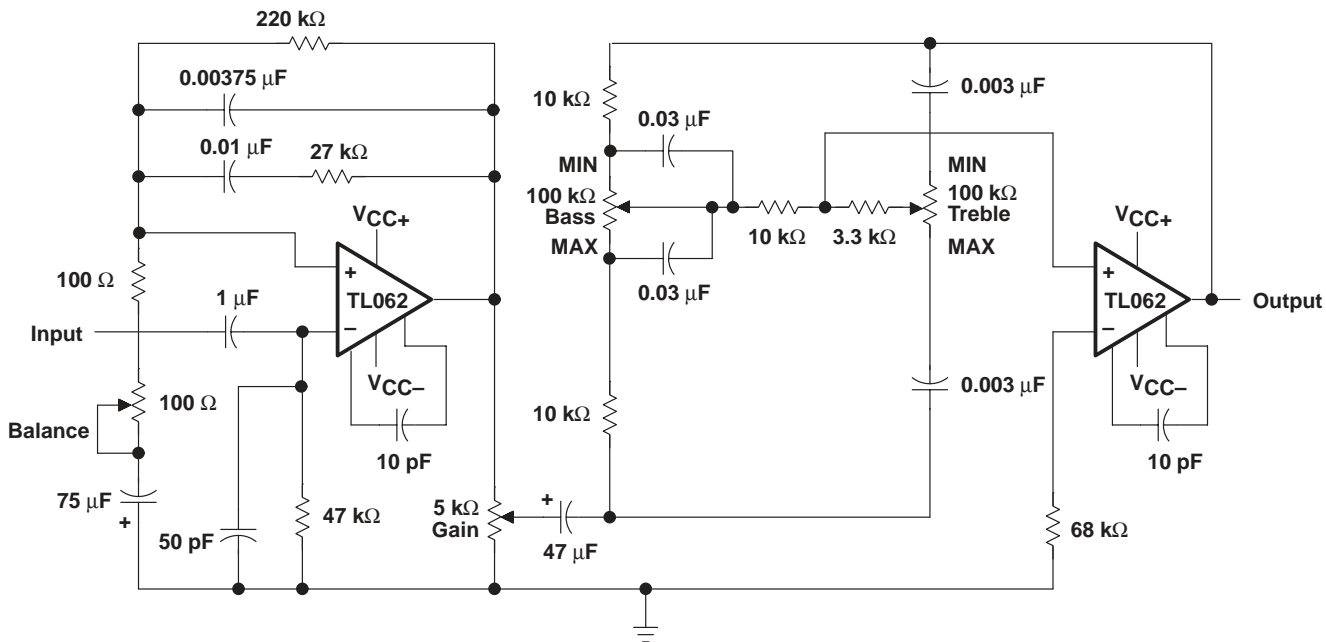 220 kΩ
0.00375 μF
0.01 μF
27 kΩ
VCC+
100 Ω
1 μF
+
TL062
−
Input
VCC−
100 Ω
Balance
10 pF
75 μF
+
50 pF
47 kΩ
5 kΩ
Gain
+
47 μF
10 kΩ
0.03 μF
MIN
100 kΩ
Bass
MAX
0.03 μF
10 kΩ
10 kΩ
3.3 kΩ
0.003 μF
MIN
100 kΩ
Treble
MAX
0.003 μF
VCC+
+
TL062
−
Output
VCC−
10 pF
68 kΩ